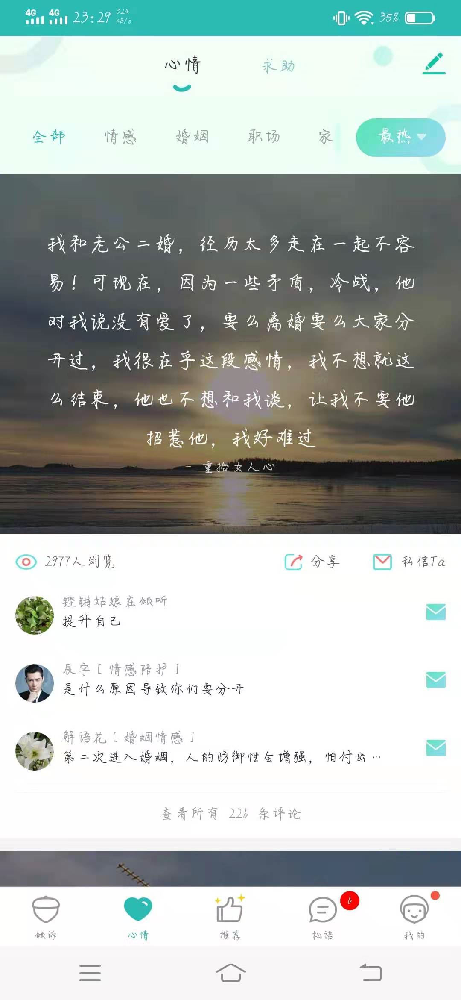 4G 4G 23:29 324 KB/s 35%
心情 求助
全部 情感 婚姻 职场 家 最热
我和老公二婚，经历太多走在一起不容
易！可现在，因为一些矛盾，冷战，他
对我说没有爱了，要么离婚要么大家分
开过，我很在乎这段感情，我不想就这
么结束，他也不想和我谈，让我不要他
招惹他，我好难过
- 重拾女人心
2977人浏览 分享 私信Ta
铿锵姑娘在倾听
提升自己
辰宇［情感陪护］
是什么原因导致你们要分开
解语花［婚姻情感］
第二次进入婚姻，人的防御性会增强，怕付出…
查看所有 226 条评论
6
倾诉 心情 推荐 松语 我的